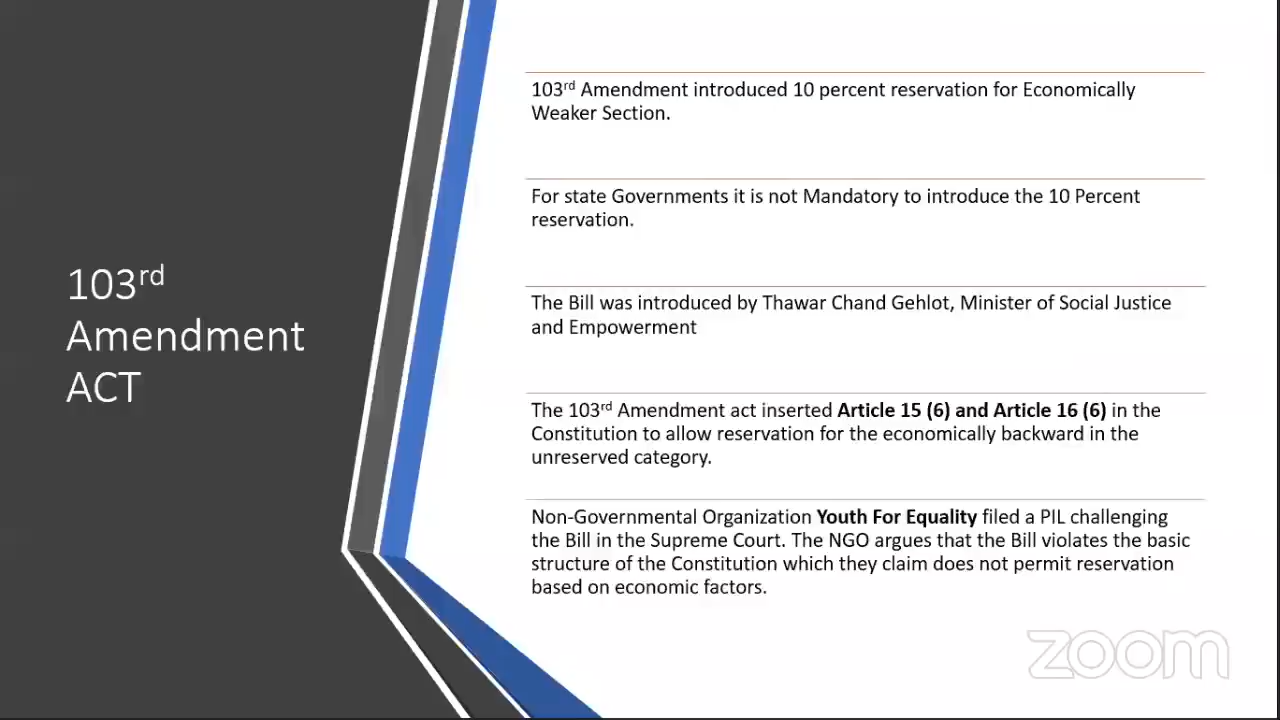 103rd
Amendment
ACT
103rd Amendment introduced 10 percent reservation for Economically
Weaker Section.
For state Governments it is not Mandatory to introduce the 10 Percent
reservation.
The Bill was introduced by Thawar Chand Gehlot, Minister of Social Justice
and Empowerment
The 103rd Amendment act inserted Article 15 (6) and Article 16 (6) in the
Constitution to allow reservation for the economically backward in the
unreserved category.
Non-Governmental Organization Youth For Equality filed a PIL challenging
the Bill in the Supreme Court. The NGO argues that the Bill violates the basic
structure of the Constitution which they claim does not permit reservation
based on economic factors.
zoom